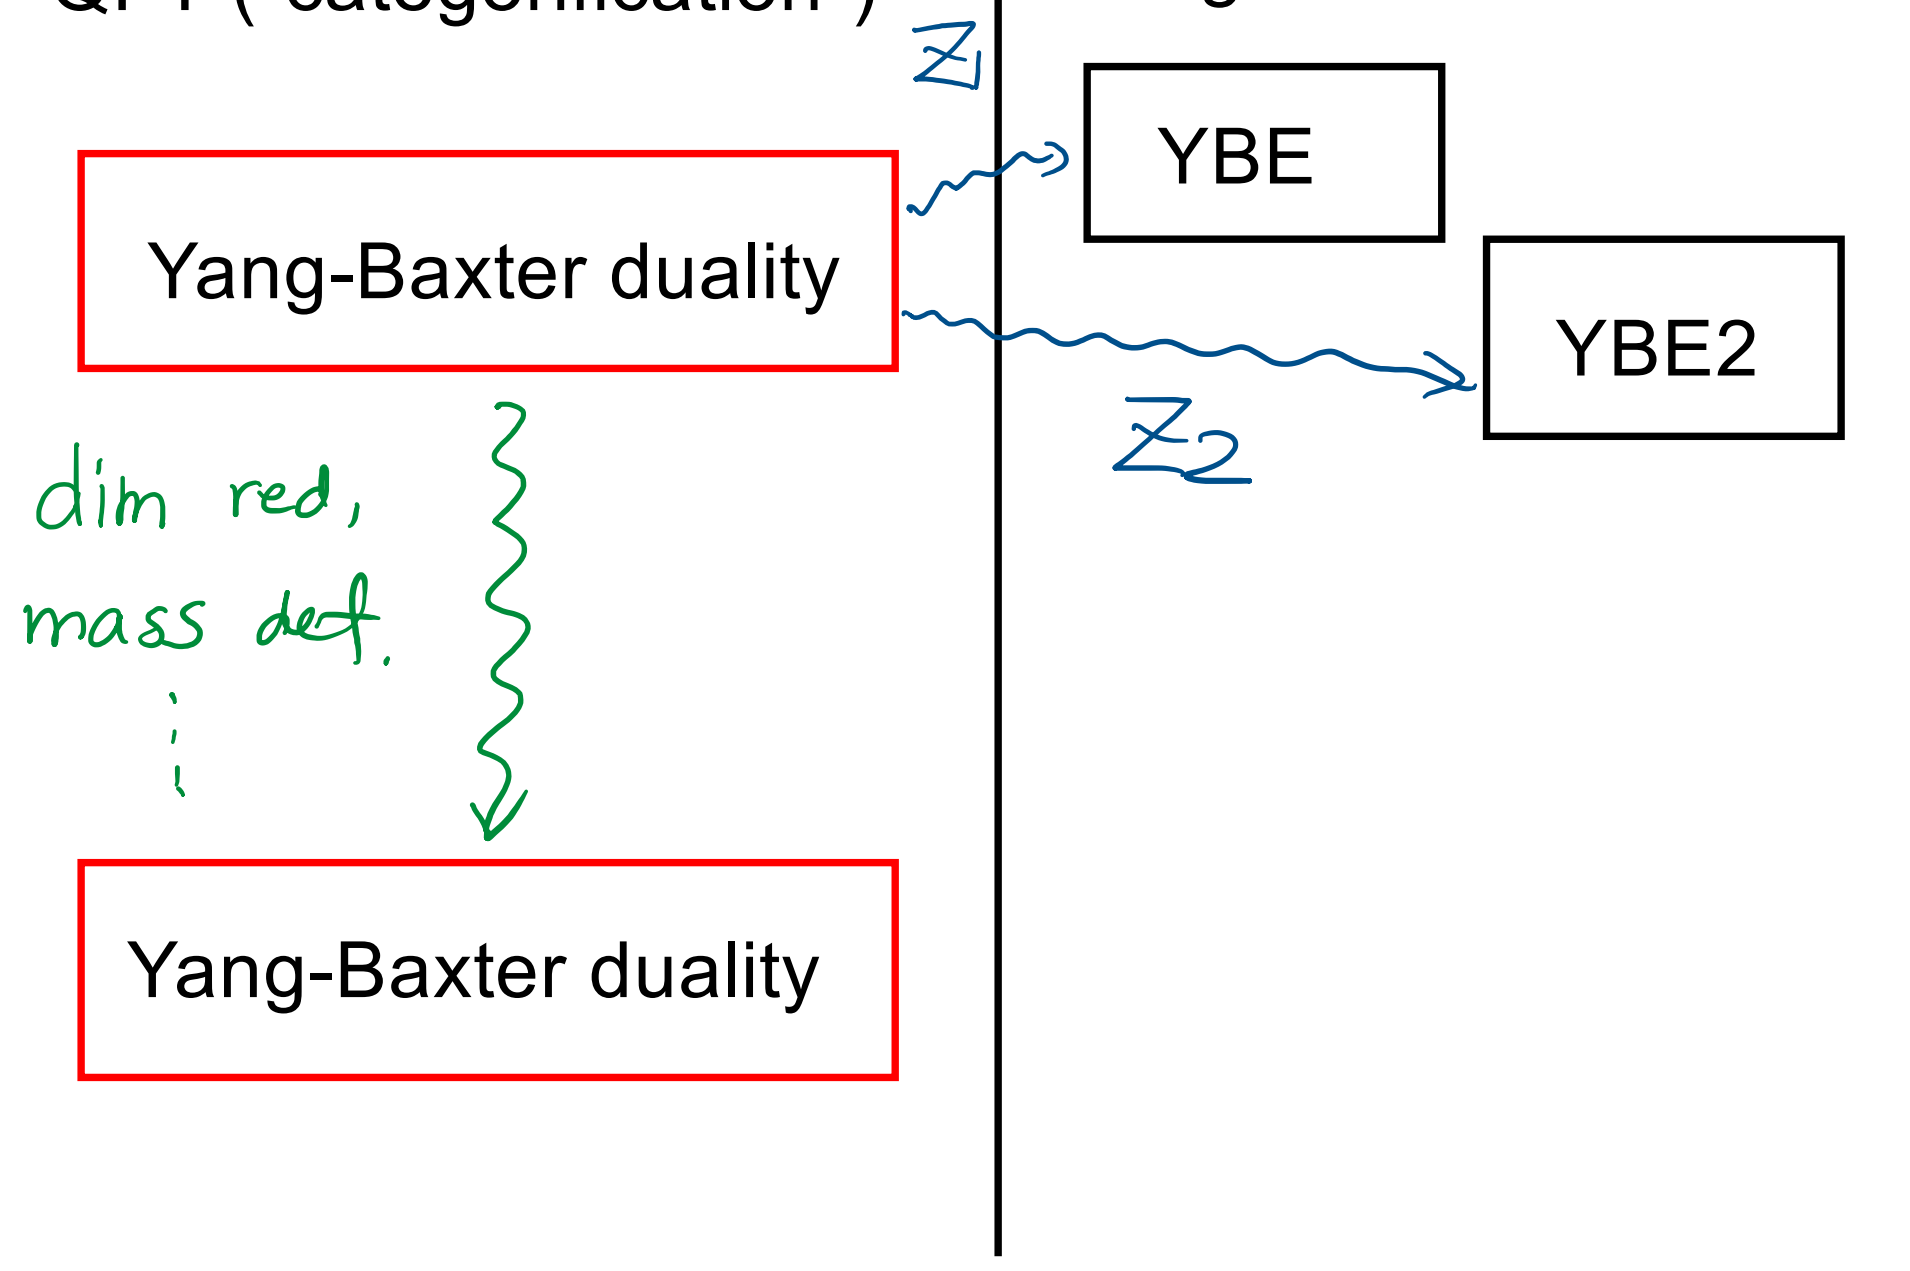 Z1
YBE
Yang-Baxter duality
YBE2
Z2
dim red,
mass def.
Yang-Baxter duality